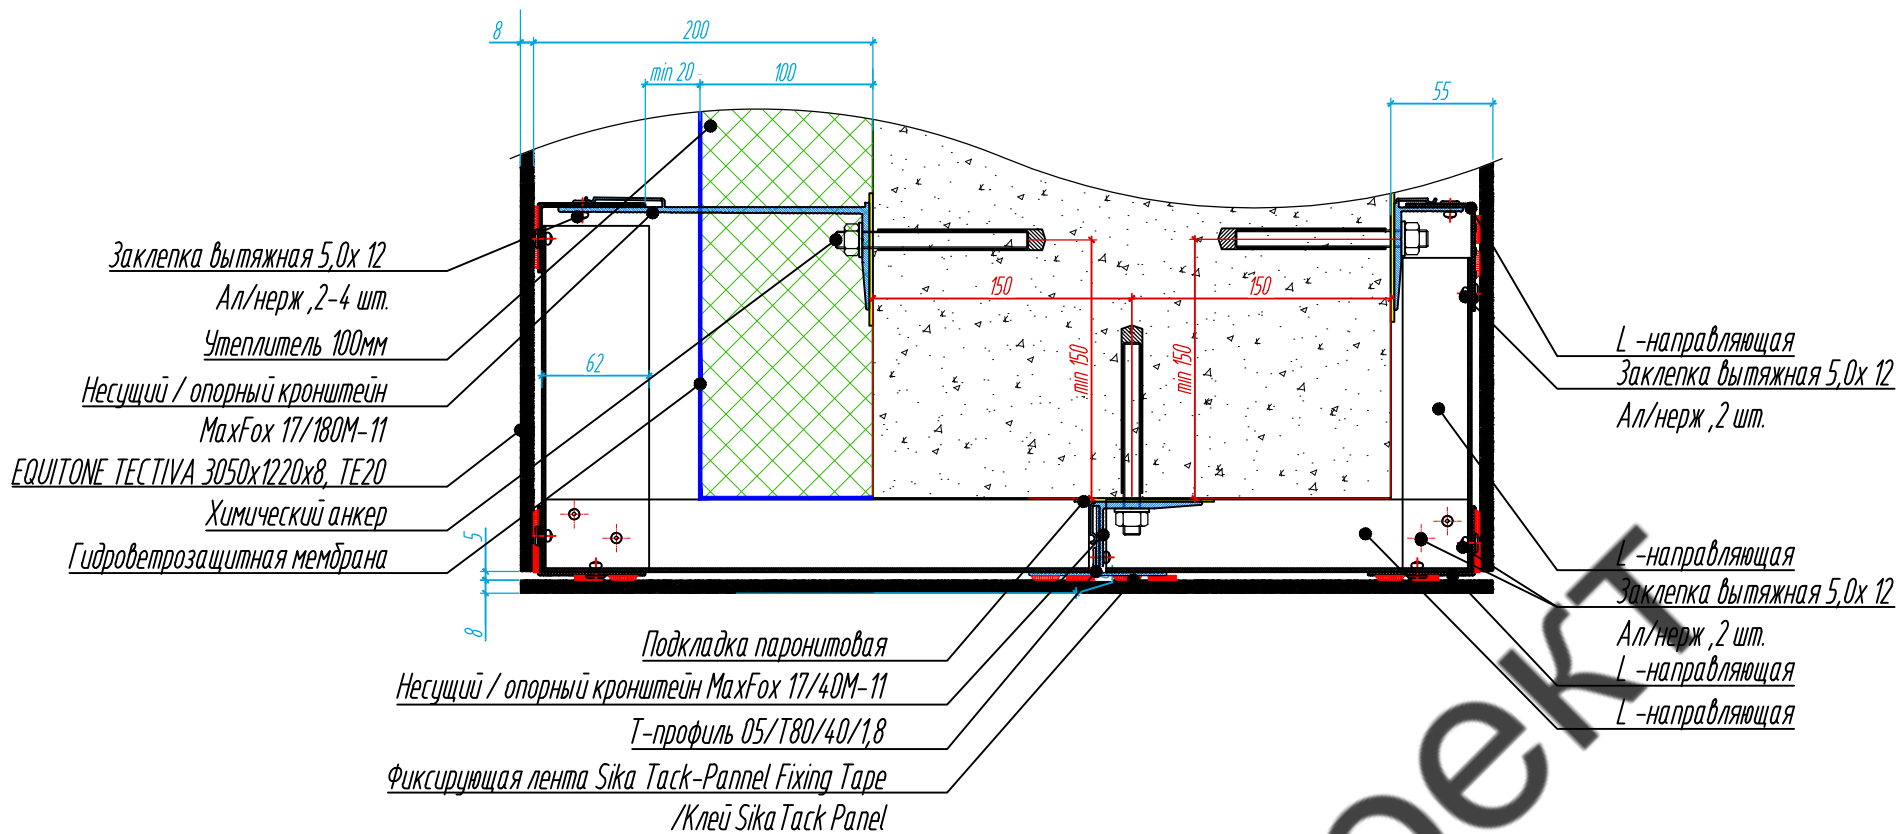 8
200
min 20
100
55
Заклепка вытяжная 5,0х 12
Ал/нерж ,2-4 шт.
Утеплитель 100мм
Несущий / опорный кронштейн
MaxFox 17/180М-11
EQUITONE TECTIVA 3050x1220x8, TE20
Химический анкер
Гидроветрозащитная мембрана
62
150
150
min 150
min 150
5
8
L -направляющая
Заклепка вытяжная 5,0х 12
Ал/нерж ,2 шт.
L -направляющая
Заклепка вытяжная 5,0х 12
Ал/нерж ,2 шт.
L -направляющая
L -направляющая
Подкладка паронитовая
Несущий / опорный кронштейн MaxFox 17/40М-11
Т-профиль 05/Т80/40/1,8
Фиксирующая лента Sika Tack-Pannel Fixing Tape
/Клей SikaTack Panel